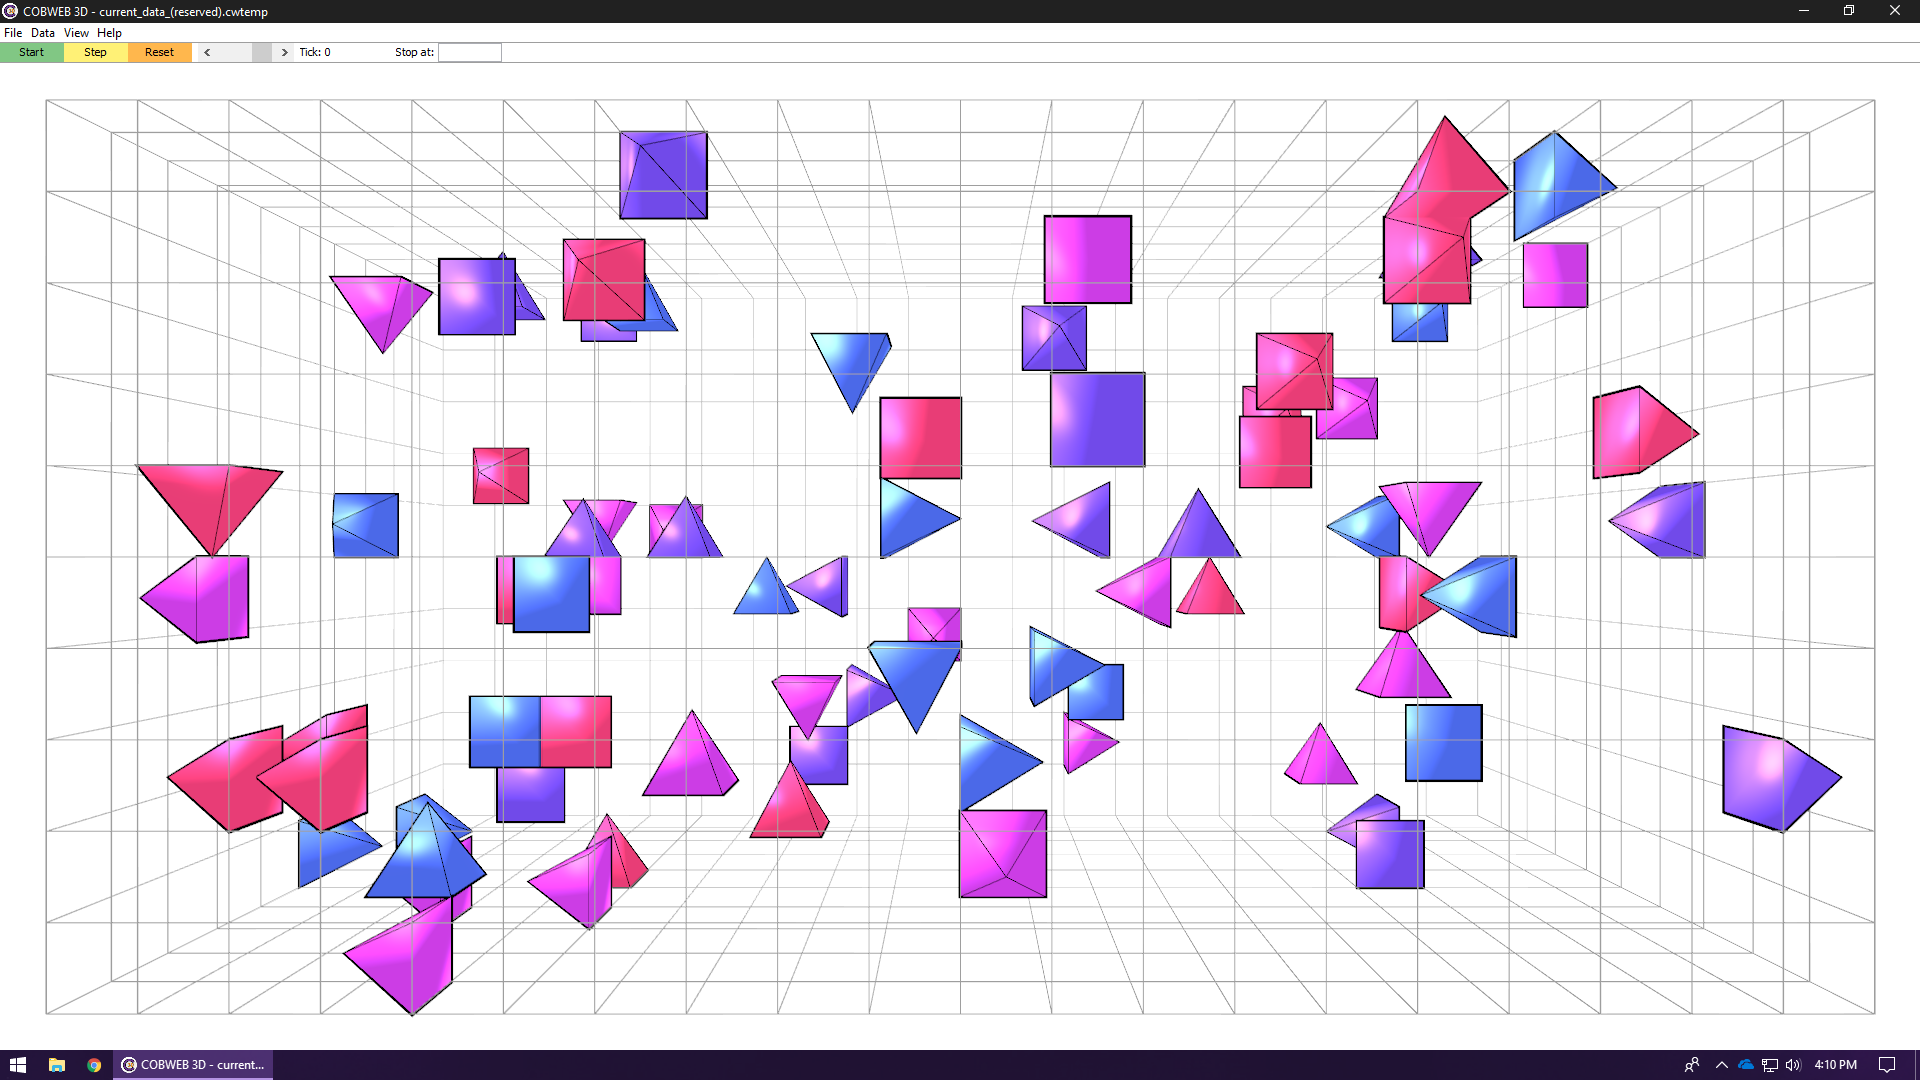 COBWEB 3D - current_data_(reserved).cwtemp
File Data View Help
Start Step Reset < > Tick: 0 Stop at:
COBWEB 3D - current... 4:10 PM